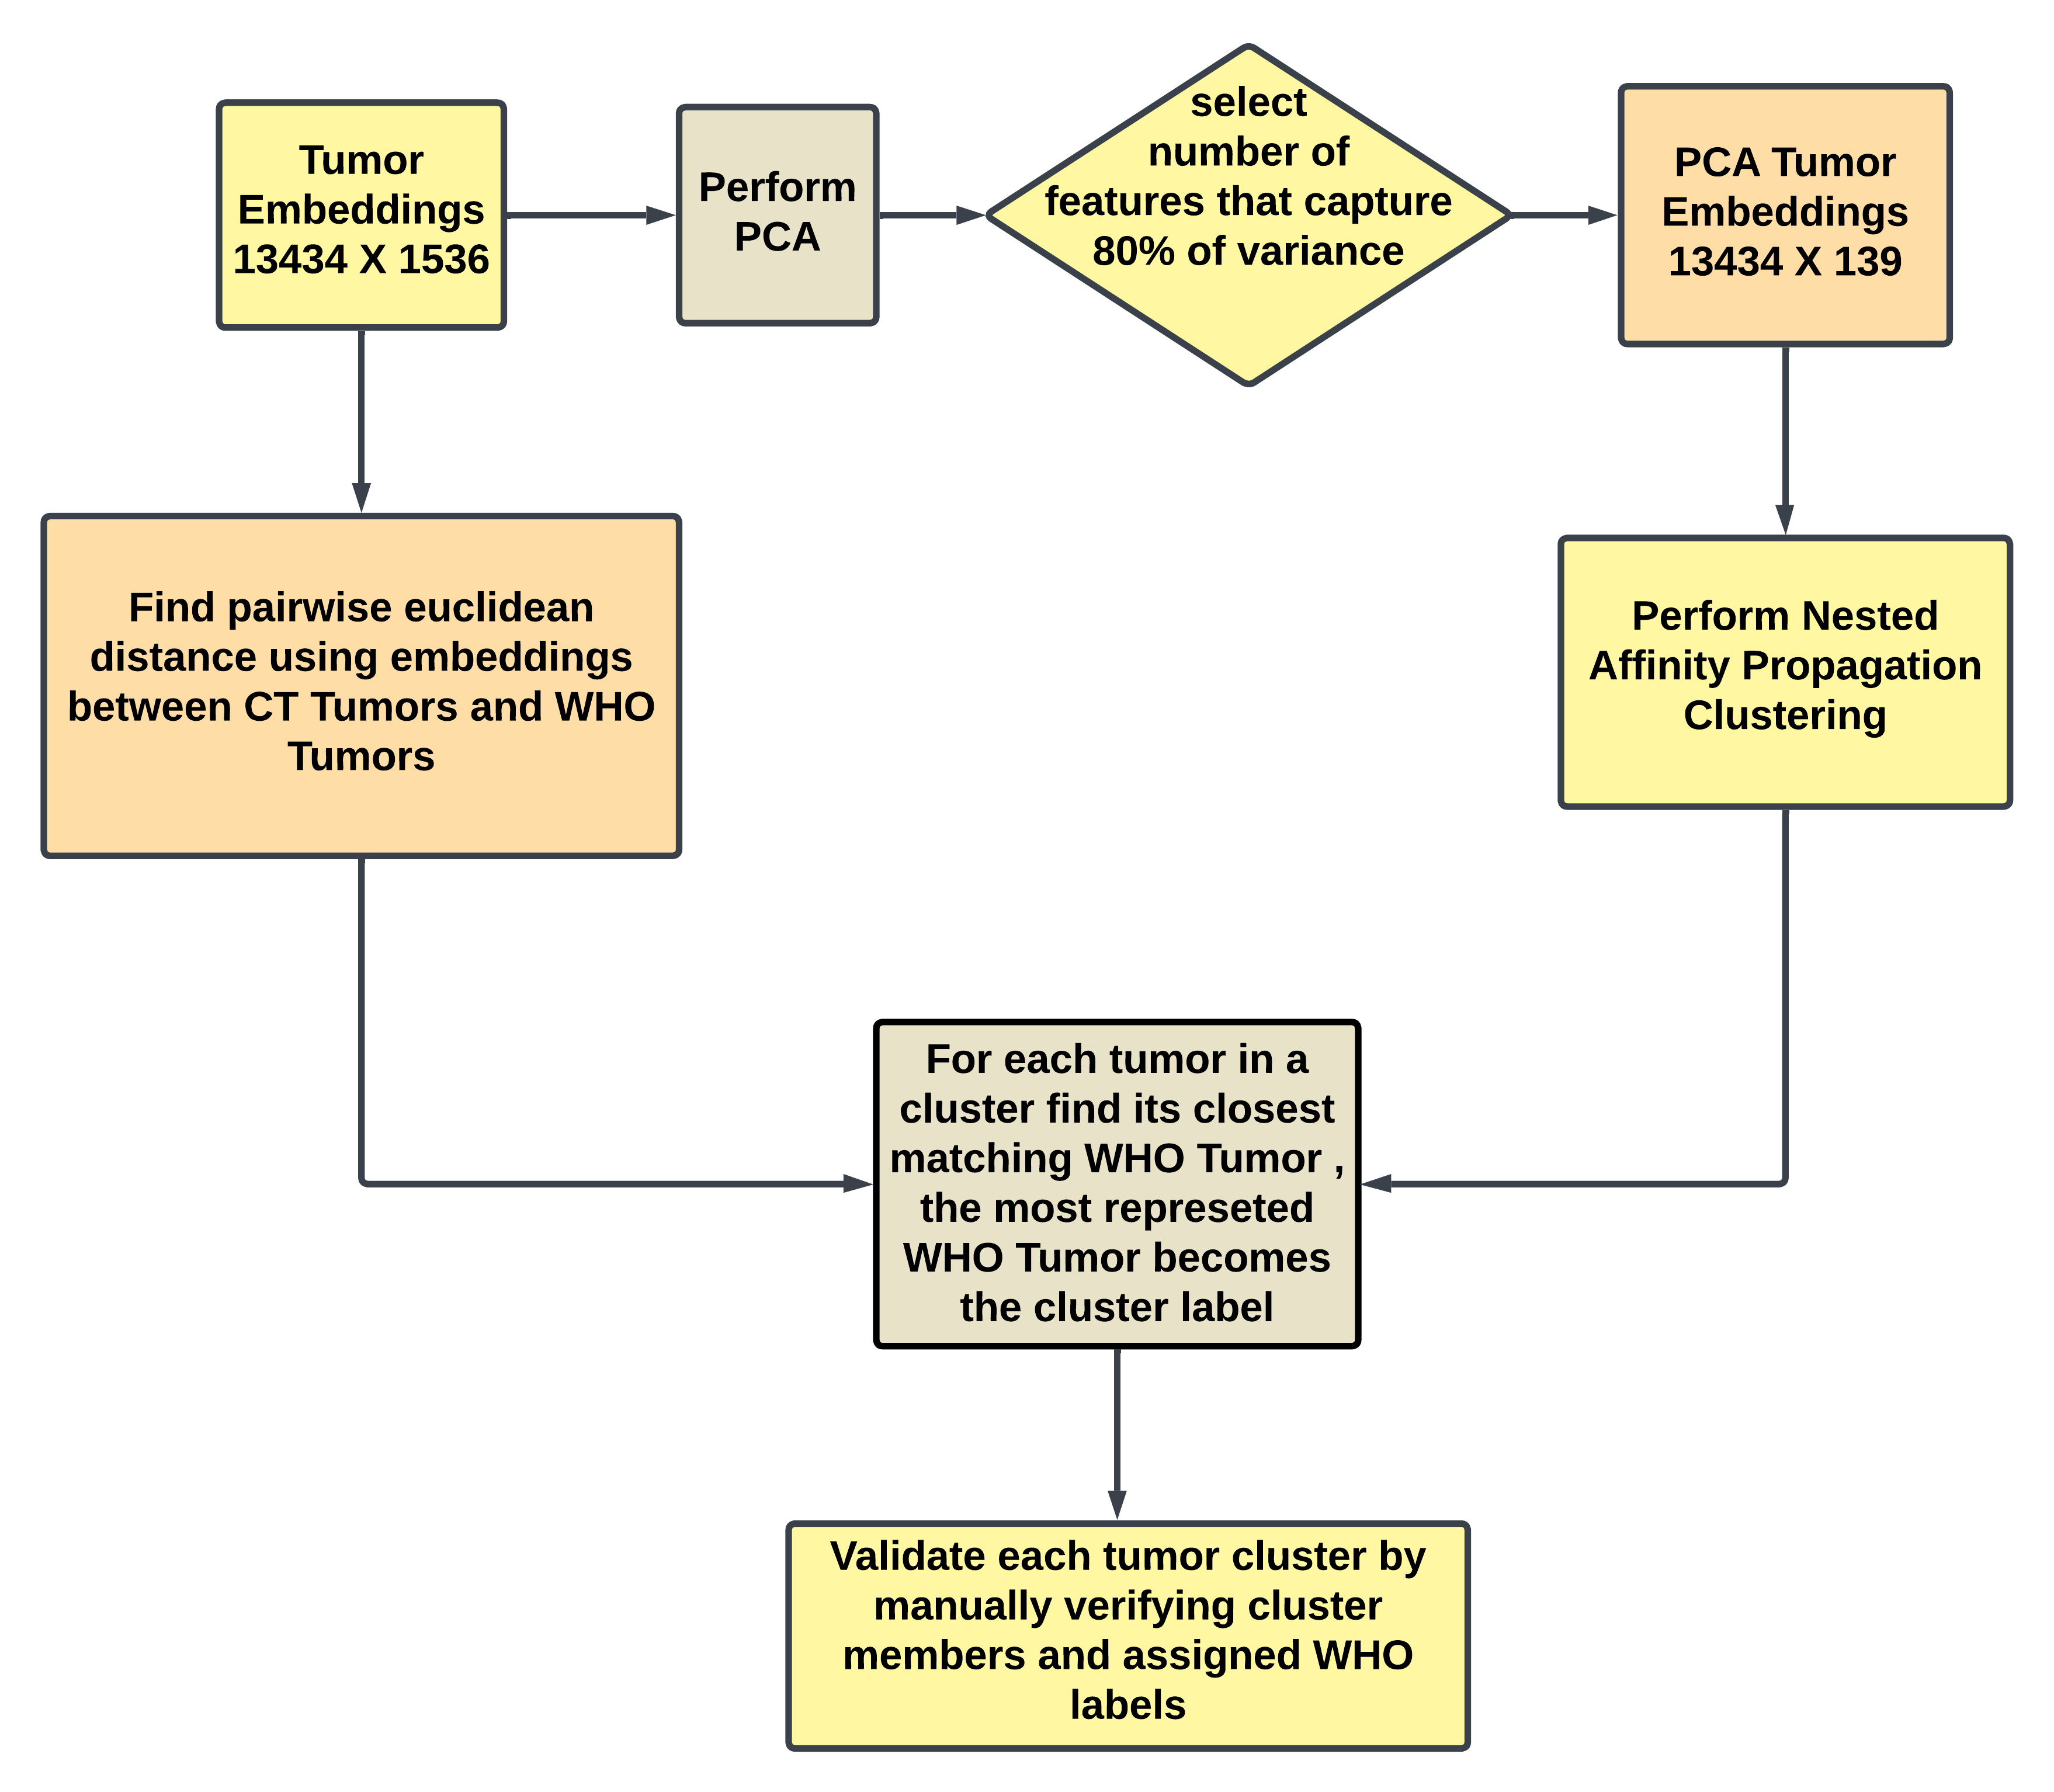 Tumor
Embeddings
13434 X 1536
Perform
PCA
select
number of
features that capture
80% of variance
PCA Tumor
Embeddings
13434 X 139
Find pairwise euclidean
distance using embeddings
between CT Tumors and WHO
Tumors
Perform Nested
Affinity Propagation
Clustering
For each tumor in a
cluster find its closest
matching WHO Tumor ,
the most represeted
WHO Tumor becomes
the cluster label
Validate each tumor cluster by
manually verifying cluster
members and assigned WHO
labels